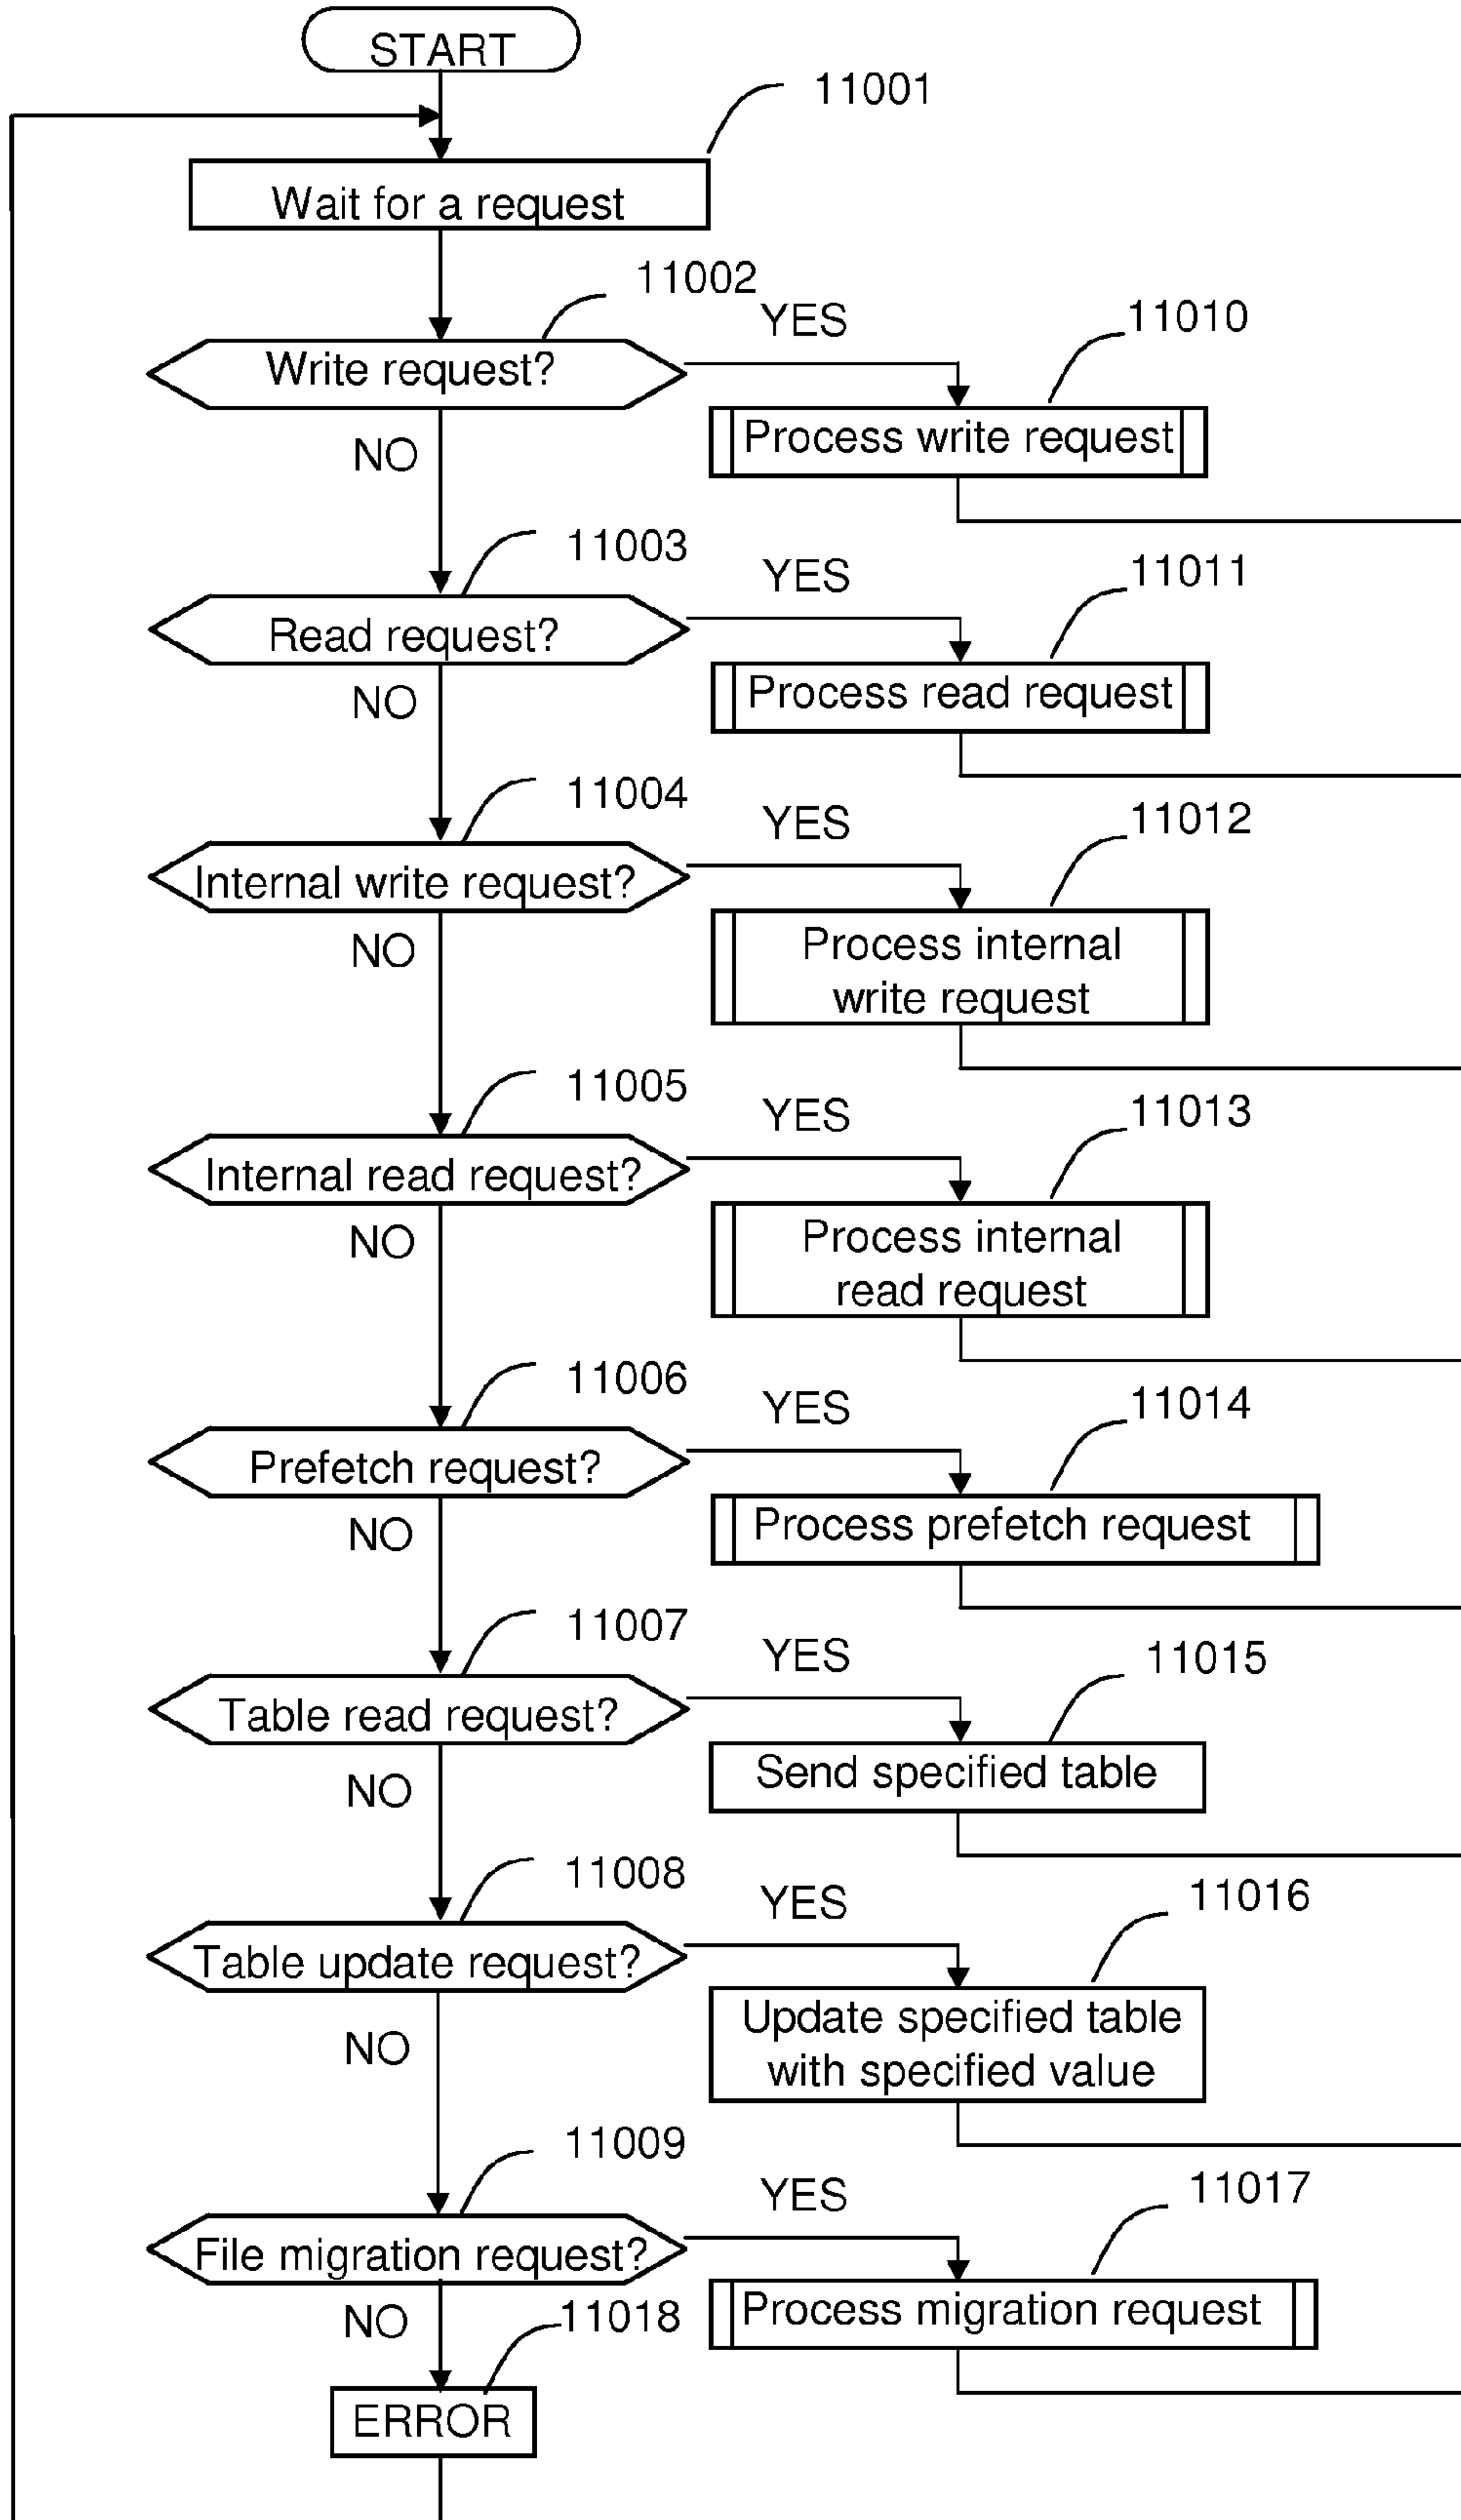 START
11001
Wait for a request
11002
YES
11010
Write request?
Process write request
NO
11003
YES
11011
Read request?
Process read request
NO
11004
YES
11012
Internal write request?
Process internal
write request
NO
11005
YES
11013
Internal read request?
Process internal
read request
NO
11006
YES
11014
Prefetch request?
Process prefetch request
NO
11007
YES
11015
Table read request?
Send specified table
NO
11008
YES
11016
Table update request?
Update specified table
with specified value
NO
11009
YES
11017
File migration request?
Process migration request
NO
11018
ERROR